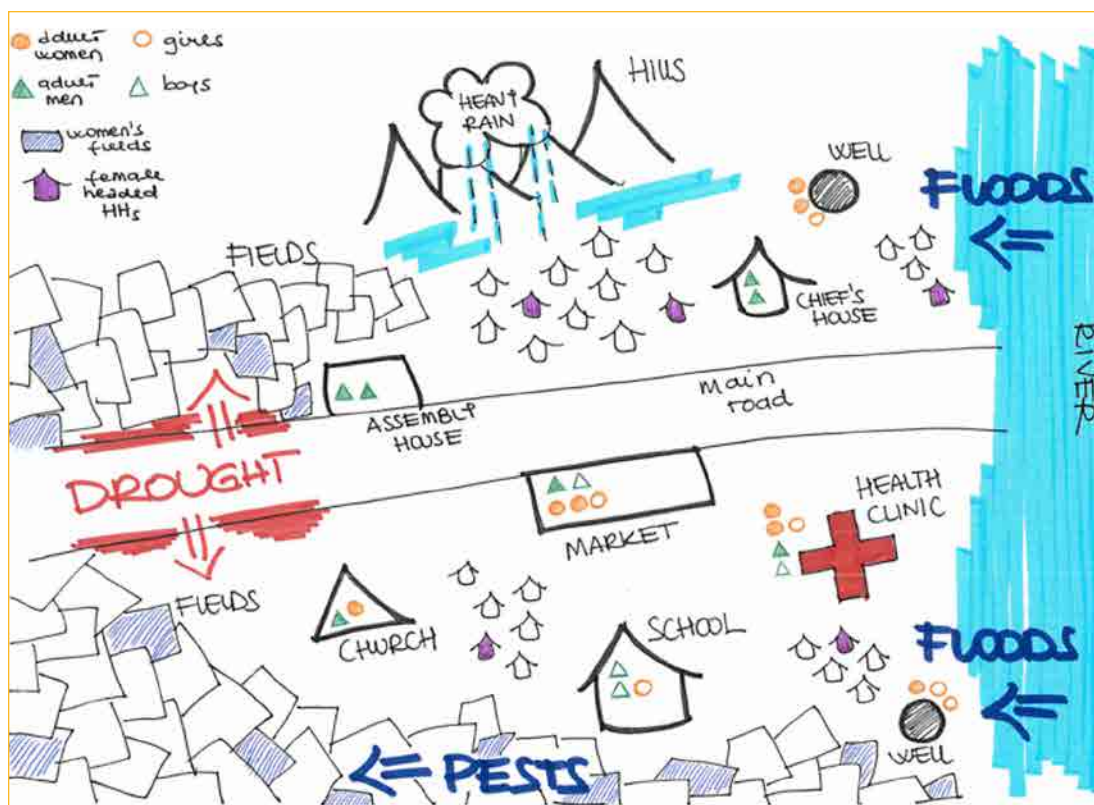 adult women
girls
adult men
boys
women's fields
female headed HHs
HEAVY
RAIN
HILLS
WELL
FLOODS
FIELDS
CHIEF'S
HOUSE
RIVER
main
road
ASSEMBLY
HOUSE
DROUGHT
HEALTH
CLINIC
MARKET
FIELDS
CHURCH
SCHOOL
FLOODS
PESTS
WELL